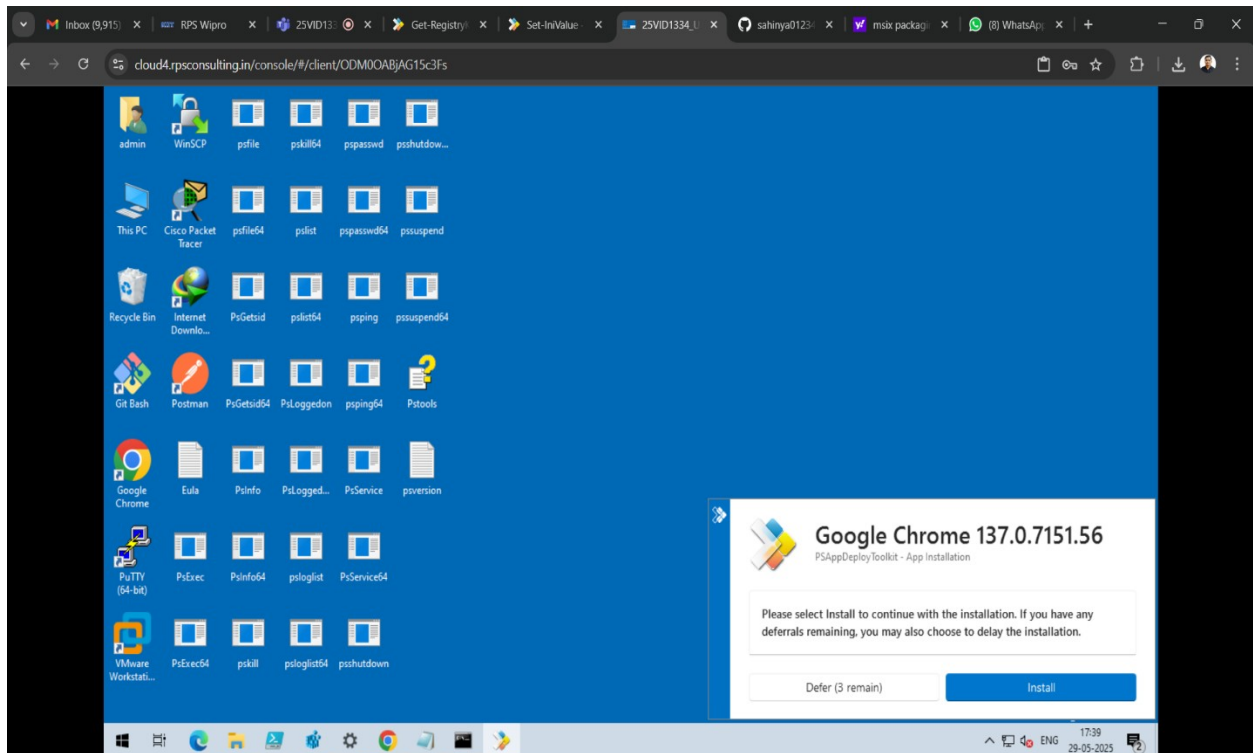 Inbox (9,915)
RPS Wipro
25VID133
Get-Registry
Set-IniValue -
25VID1334_U
sahinya01234
msix packagi
(8) WhatsAp
cloud4.rpsconsulting.in/console/#/client/ODM0OABjAG15c3Fs
admin
WinSCP
psfile
pskill64
pspasswd
psshutdow...
This PC
Cisco Packet
Tracer
psfile64
pslist
pspasswd64
pssuspend
Recycle Bin
Internet
Downlo...
PsGetsid
pslist64
psping
pssuspend64
Git Bash
Postman
PsGetsid64
PsLoggedon
psping64
Pstools
Google
Chrome
Eula
PsInfo
PsLogged...
PsService
psversion
PuTTY
(64-bit)
PsExec
PsInfo64
psloglist
PsService64
VMware
Workstati...
PsExec64
pskill
psloglist64
psshutdown
Google Chrome 137.0.7151.56
PSAppDeployToolkit - App Installation
Please select Install to continue with the installation. If you have any
deferrals remaining, you may also choose to delay the installation.
Defer (3 remain)
Install
ENG
17:39
29-05-2025